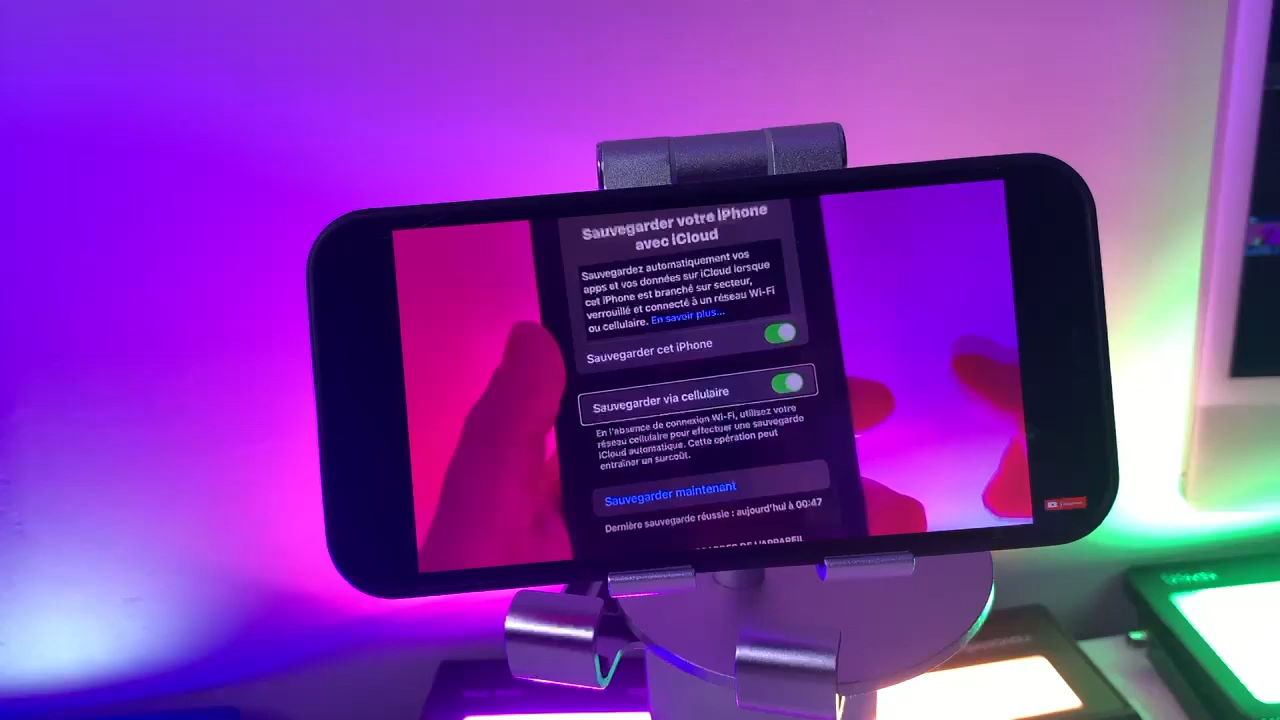 Sauvegarder votre iPhone
avec iCloud
Sauvegardez automatiquement vos
apps et vos données sur iCloud lorsque
cet iPhone est branché sur secteur,
verrouillé et connecté à un réseau Wi-Fi
ou cellulaire. En savoir plus...
Sauvegarder cet iPhone
Sauvegarder via cellulaire
En l'absence de connexion Wi-Fi, utilisez votre
réseau cellulaire pour effectuer une sauvegarde
iCloud automatique. Cette opération peut
entraîner un surcoût.
Sauvegarder maintenant
Dernière sauvegarde réussie : aujourd'hui à 00:47
DE L'APPAREIL